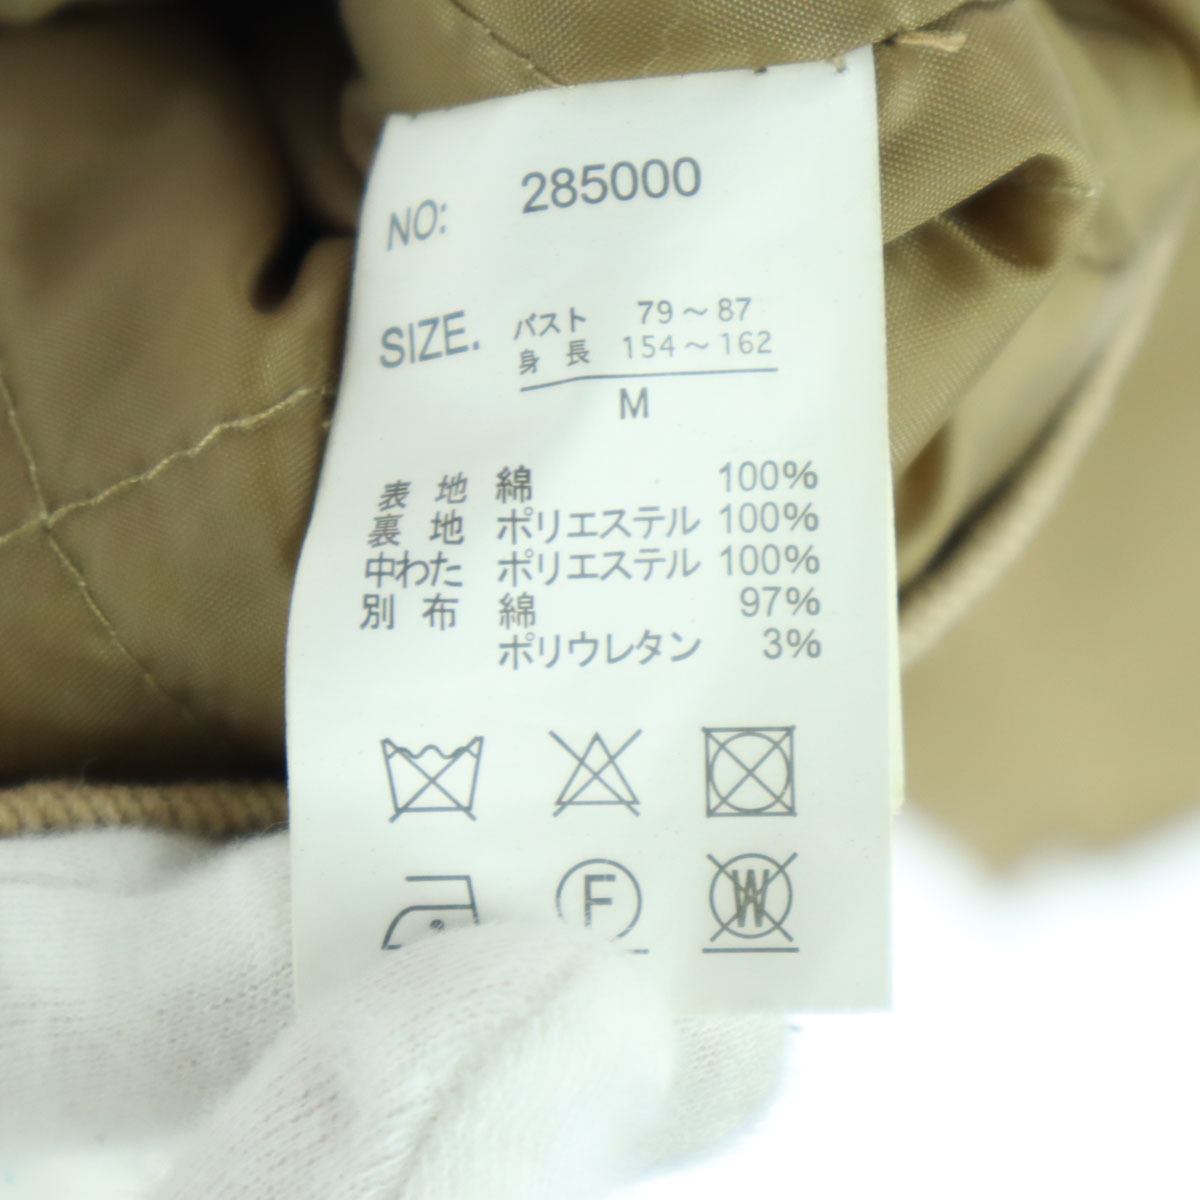 NO: 285000
SIZE. バスト 79～87
身長 154～162
M
表地 綿 100%
裏地 ポリエステル 100%
中わた ポリエステル 100%
別布 綿 97%
ポリウレタン 3%
F W